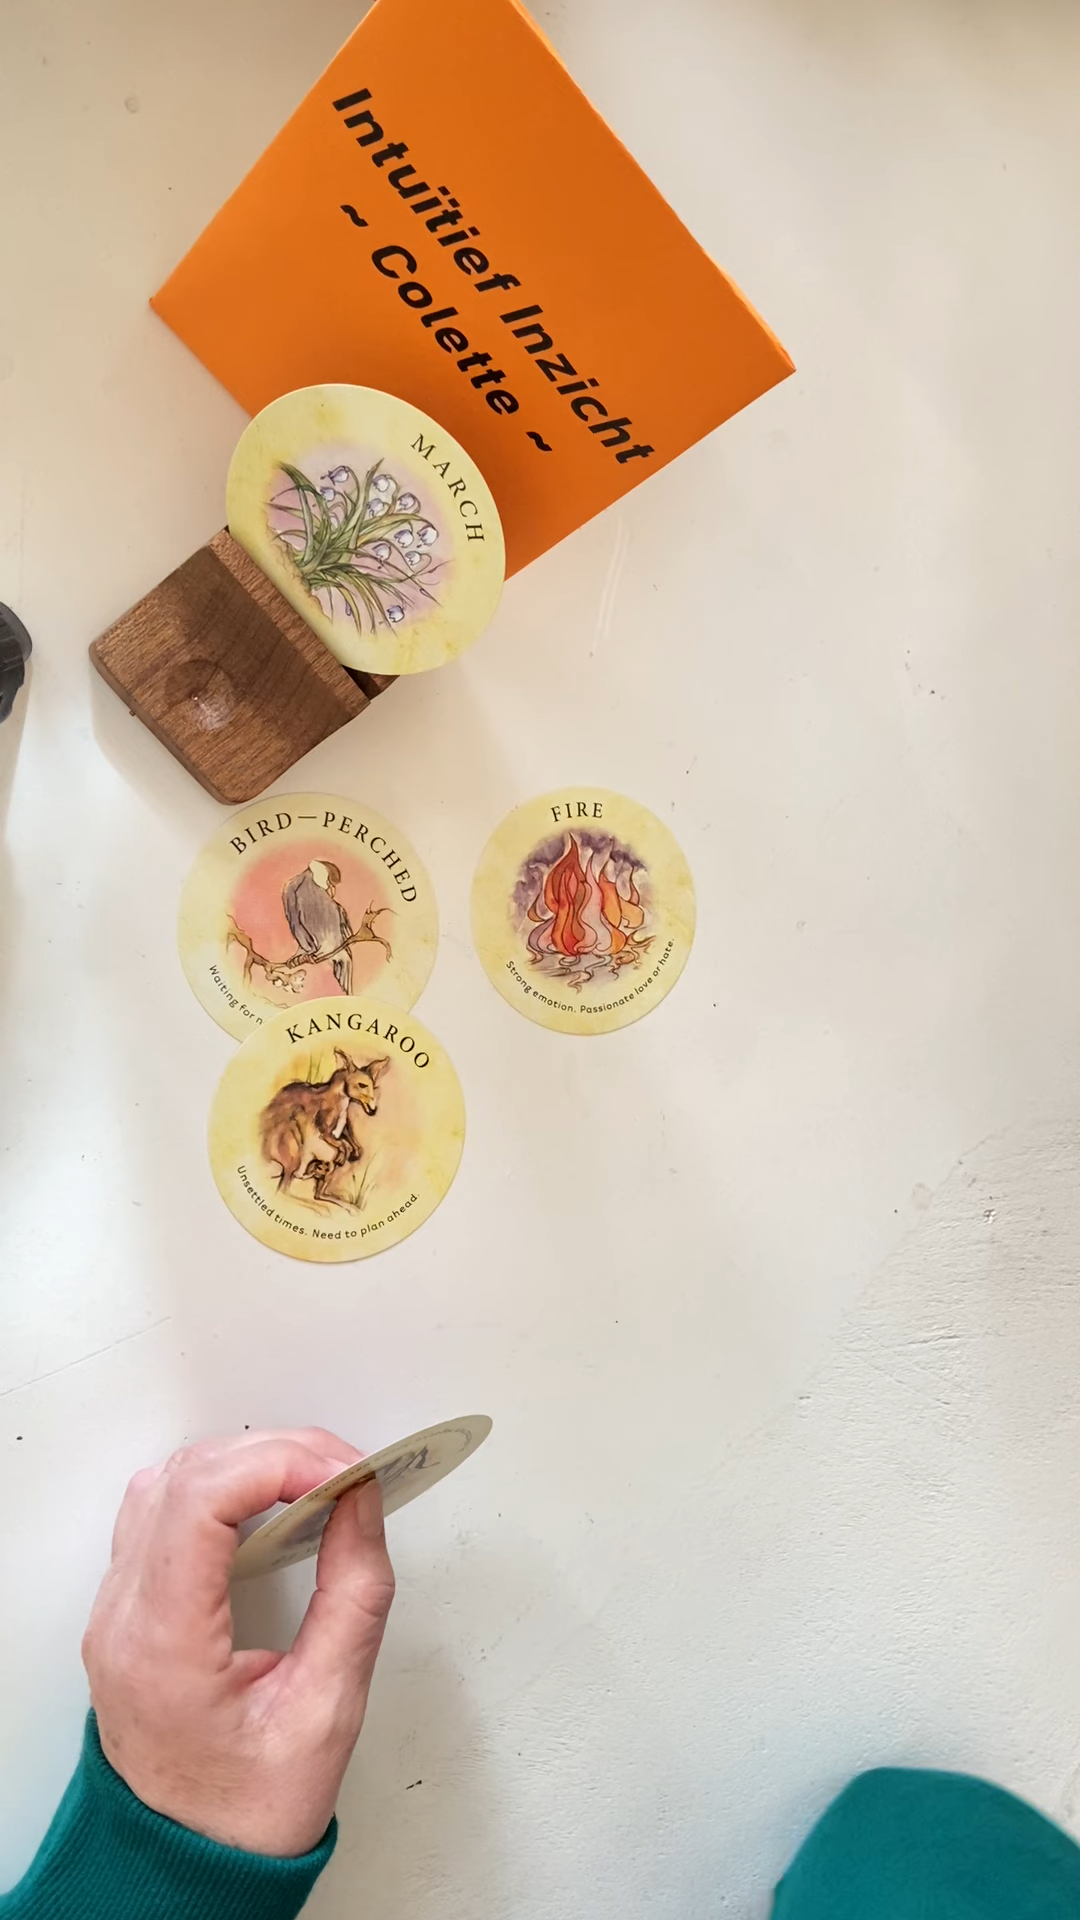 Intuïtief Inzicht
~ Colette ~
MARCH
BIRD—PERCHED
Waiting for
FIRE
Strong emotion. Passionate love or hate.
KANGAROO
Unsettled times. Need to plan ahead.